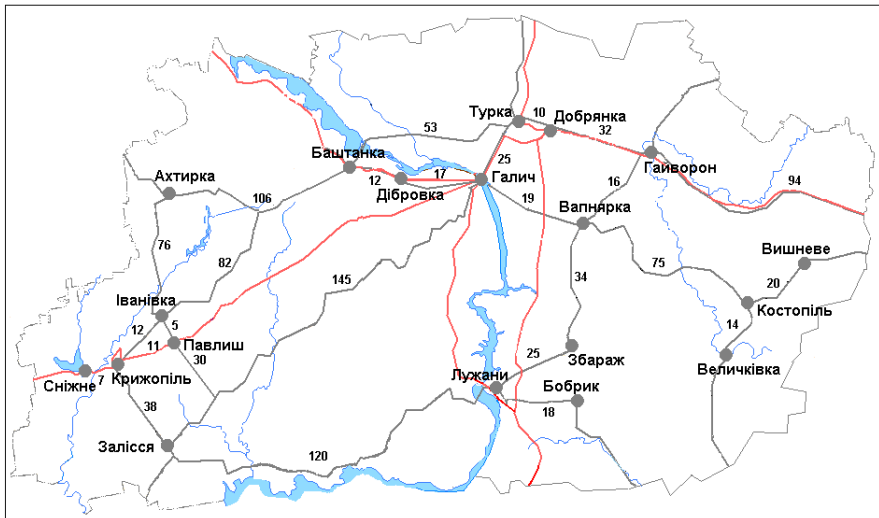 Турка
10
Добрянка
53
32
Баштанка
25
Гайворон
Ахтирка
12
17
Галич
16
94
106
Дібровка
19
Вапнярка
76
82
75
Вишневе
145
34
20
Іванівка
Костопіль
12
5
14
Павлиш
11
30
25
Збараж
Величківка
Сніжне
7
Крижопіль
Лужани
Бобрик
38
18
Залісся
120